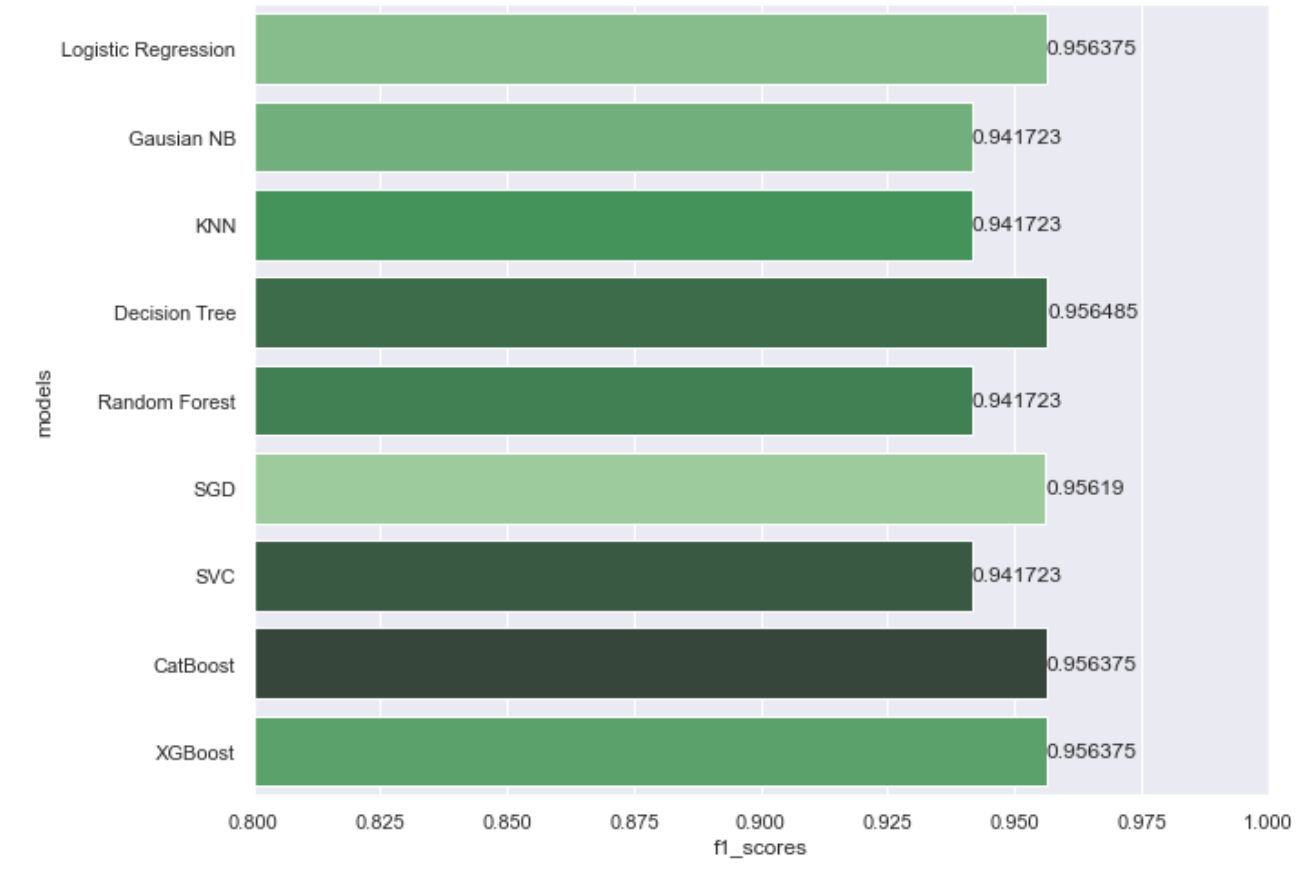 Logistic Regression 0.956375
Gausian NB 0.941723
KNN 0.941723
Decision Tree 0.956485
models
Random Forest 0.941723
SGD 0.95619
SVC 0.941723
CatBoost 0.956375
XGBoost 0.956375
0.800 0.825 0.850 0.875 0.900 0.925 0.950 0.975 1.000
f1_scores